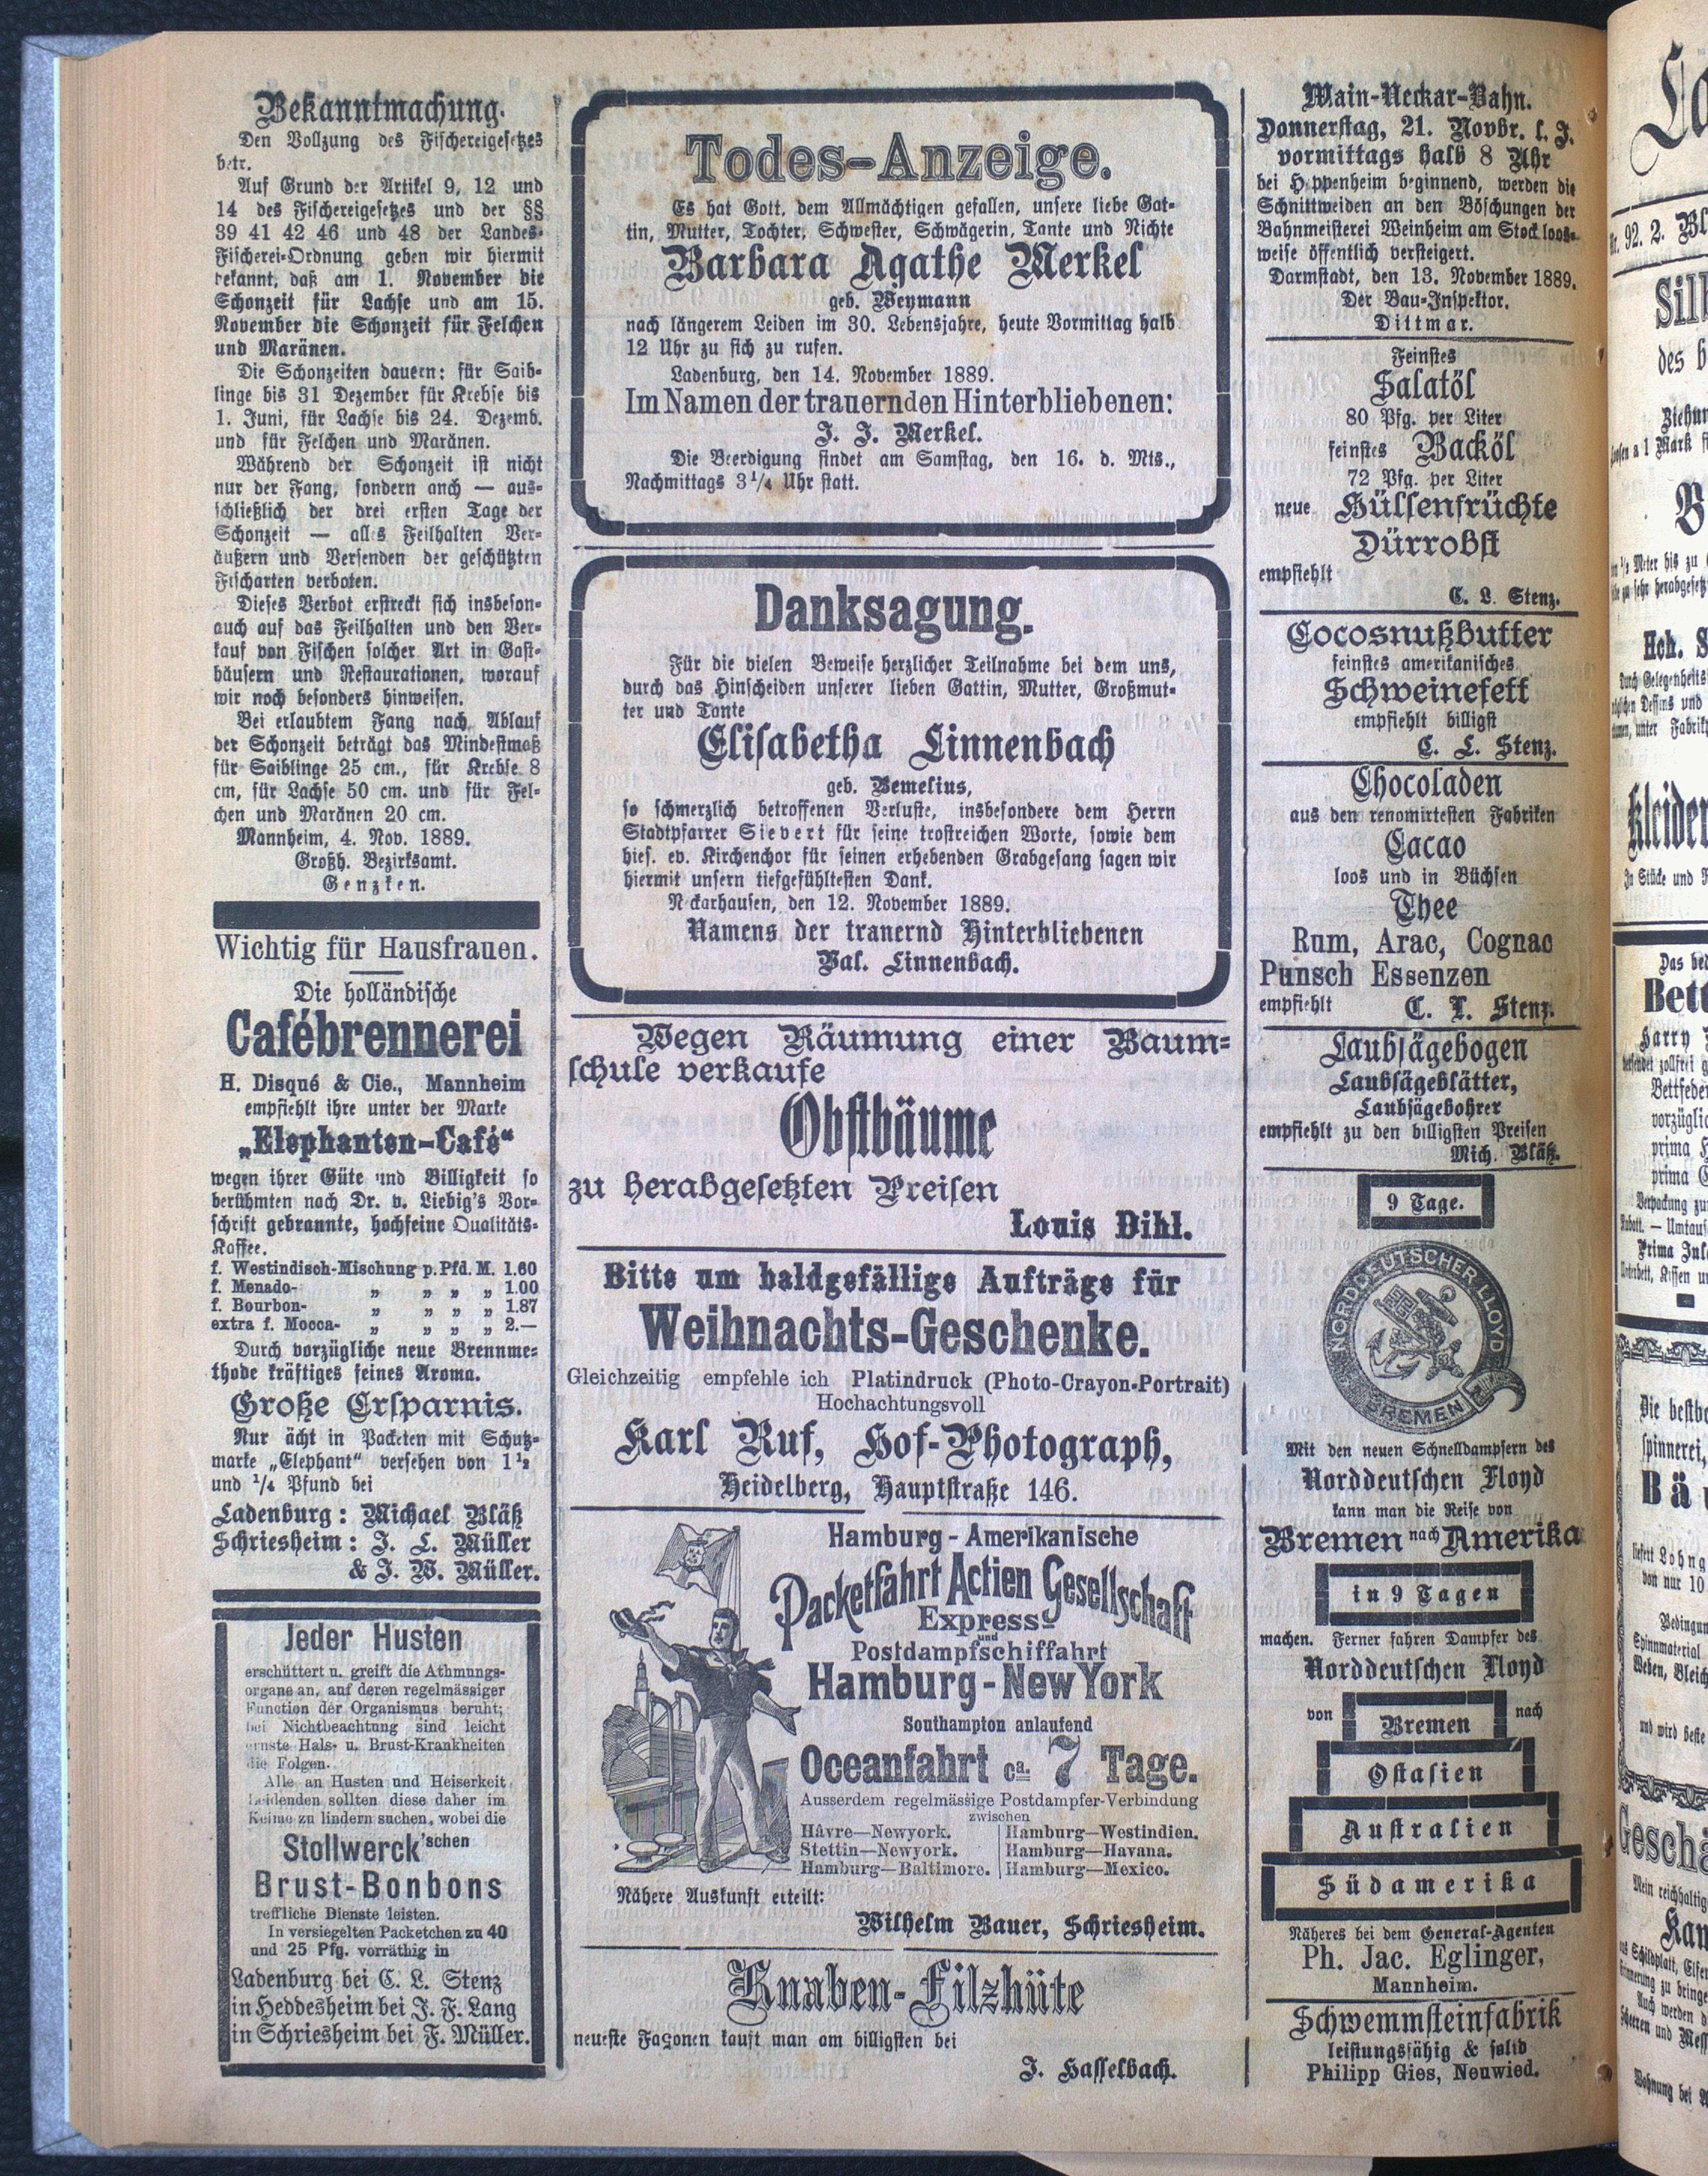 Bekanntmachung.
Den Vollzung des Fischereigesetzes
betr.
Auf Grund der Artikel 9, 12 und
14 des Fischereigesetzes und der §§
39 41 42 46 und 48 der Landes-
Fischerei-Ordnung geben wir hiermit
bekannt, daß am 1. November die
Schonzeit für Lachse und am 15.
November die Schonzeit für Felchen
und Maränen.
Die Schonzeiten dauern: für Saib-
linge bis 31 Dezember für Krebse bis
1. Juni, für Lachse bis 24. Dezemb.
und für Felchen und Maränen.
Während der Schonzeit ist nicht
nur der Fang, sondern anch — aus-
schließlich der drei ersten Tage der
Schonzeit — alles Feilhalten Ver-
äußern und Versenden der geschützten
Fischarten verboten.
Dieses Verbot erstreckt sich insbeson-
auch auf das Feilhalten und den Ver-
kauf von Fischen solcher Art in Gast-
häusern und Restaurationen, worauf
wir noch besonders hinweisen.
Bei erlaubtem Fang nach Ablauf
der Schonzeit beträgt das Mindestmaß
für Saiblinge 25 cm., für Krebse 8
cm, für Lachse 50 cm. und für Fel-
chen und Maränen 20 cm.
Mannheim, 4. Nov. 1889.
Großh. Bezirksamt.
Genzken.
Wichtig für Hausfrauen.
Die holländische
Cafébrennerei
H. Disqué & Cie., Mannheim
empfiehlt ihre unter der Marke
„Elephanten-Café“
wegen ihrer Güte und Billigkeit so
berühmten nach Dr. v. Liebig's Vor-
schrift gebrannte, hochfeine Qualitäts-
Kaffee.
f. Westindisch-Mischung p. Pfd. M. 1.60
f. Menado- „ „ „ „ 1.00
f. Bourbon- „ „ „ „ 1.87
extra f. Mocca- „ „ „ „ 2.—
Durch vorzügliche neue Brennme-
thode kräftiges feines Aroma.
Große Ersparnis.
Nur ächt in Packeten mit Schutz-
marke „Elephant“ versehen von 1 1/2
und 1/4 Pfund bei
Ladenburg: Michael Bläß
Schriesheim: J. L. Müller
& J. W. Müller.
Jeder Husten
erschüttert u. greift die Athmungs-
organe an, auf deren regelmässiger
Function der Organismus beruht;
bei Nichtbeachtung sind leicht
ernste Hals- u. Brust-Krankheiten
die Folgen.
Alle an Husten und Heiserkeit
Leidenden sollten diese daher im
Keime zu lindern suchen, wobei die
Stollwerck'schen
Brust-Bonbons
treffliche Dienste leisten.
In versiegelten Packetchen zu 40
und 25 Pfg. vorräthig in
Ladenburg bei C. L. Stenz
in Heddesheim bei J. F. Lang
in Schriesheim bei F. Müller.
Todes-Anzeige.
Es hat Gott, dem Allmächtigen gefallen, unsere liebe Gat-
tin, Mutter, Tochter, Schwester, Schwägerin, Tante und Nichte
Barbara Agathe Merkel
geb. Weymann
nach längerem Leiden im 30. Lebensjahre, heute Vormittag halb
12 Uhr zu sich zu rufen.
Ladenburg, den 14. November 1889.
Im Namen der trauernden Hinterbliebenen:
J. J. Merkel.
Die Beerdigung findet am Samstag, den 16. d. Mts.,
Nachmittags 3 1/4 Uhr statt.
Danksagung.
Für die vielen Beweise herzlicher Teilnahme bei dem uns,
durch das Hinscheiden unserer lieben Gattin, Mutter, Großmut-
ter und Tante
Elisabetha Linnenbach
geb. Bemelius,
so schmerzlich betroffenen Verluste, insbesondere dem Herrn
Stadtpfarrer Sievert für seine trostreichen Worte, sowie dem
hies. ev. Kirchenchor für seinen erhebenden Grabgesang sagen wir
hiermit unsern tiefgefühltesten Dank.
Neckarhausen, den 12. November 1889.
Namens der tranernd Hinterbliebenen
Val. Linnenbach.
Wegen Räumung einer Baum-
schule verkaufe
Obstbäume
zu herabgesetzten Preisen
Louis Dihl.
Bitte um baldgefällige Aufträge für
Weihnachts-Geschenke.
Gleichzeitig empfehle ich Platindruck (Photo-Crayon-Portrait)
Hochachtungsvoll
Karl Ruf, Hof-Photograph,
Heidelberg, Hauptstraße 146.
Hamburg-Amerikanische
Packetfahrt Actien Gesellschaft
Express-
und
Postdampfschiffahrt
Hamburg-New York
Southampton anlaufend
Oceanfahrt ca. 7 Tage.
Ausserdem regelmässige Postdampfer-Verbindung
zwischen
Hâvre—Newyork. Hamburg—Westindien.
Stettin—Newyork. Hamburg—Havana.
Hamburg—Baltimore. Hamburg—Mexico.
Nähere Auskunft erteilt:
Wilhelm Bauer, Schriesheim.
Knaben-Filzhüte
neueste Façonen kauft man am billigsten bei
J. Hasselbach.
Main-Neckar-Bahn.
Donnerstag, 21. Novbr. l. J.
vormittags halb 8 Uhr
bei Heppenheim beginnend, werden die
Schnittweiden an den Böschungen der
Bahnmeisterei Weinheim am Stock loos-
weise öffentlich versteigert.
Darmstadt, den 13. November 1889.
Der Bau-Inspektor.
Dittmar.
Feinstes
Salatöl
80 Pfg. per Liter
feinstes Backöl
72 Pfg. per Liter
neue Hülsenfrüchte
Dürrobst
empfiehlt
C. L. Stenz.
Cocosnußbutter
feinstes amerikanisches
Schweinefett
empfiehlt billigst
C. L. Stenz.
Chocoladen
aus den renomirtesten Fabriken
Cacao
loos und in Büchsen
Thee
Rum, Arac, Cognac
Punsch Essenzen
empfiehlt C. L. Stenz.
Laubsägebogen
Laubsägeblätter,
Laubsägebohrer
empfiehlt zu den billigsten Preisen
Mich. Bläß.
9 Tage.
NORDDEUTSCHER LLOYD
BREMEN
Mit den neuen Schnelldampfern des
Norddeutschen Lloyd
kann man die Reise von
Bremen nach Amerika
in 9 Tagen
machen. Ferner fahren Dampfer des
Norddeutschen Lloyd
von Bremen nach
Ostasien
Australien
Südamerika
Näheres bei dem General-Agenten
Ph. Jac. Eglinger,
Mannheim.
Schwemmsteinfabrik
leistungsfähig & solid
Philipp Gies, Neuwied.